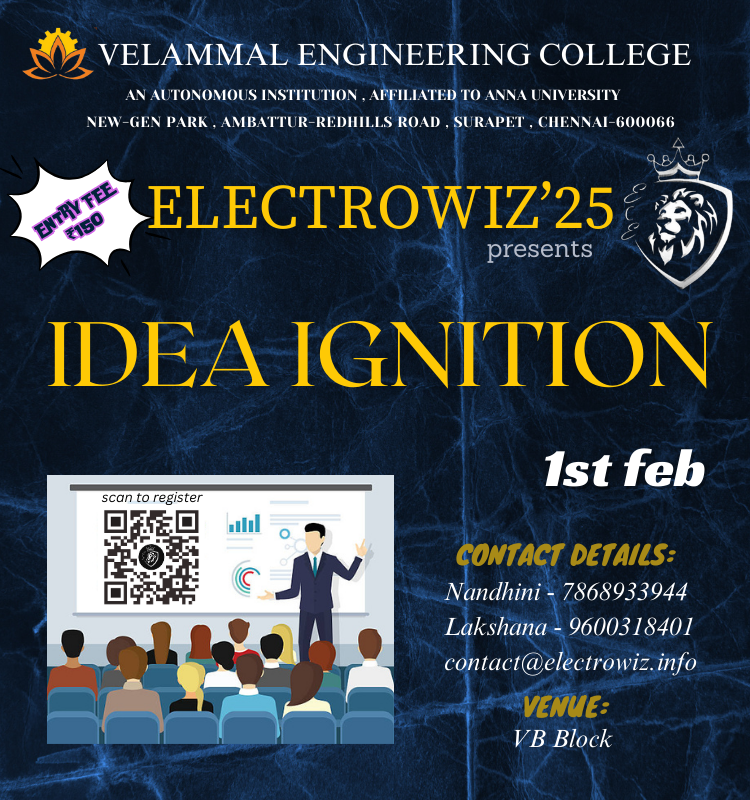 VELAMMAL ENGINEERING COLLEGE
AN AUTONOMOUS INSTITUTION , AFFILIATED TO ANNA UNIVERSITY
NEW-GEN PARK , AMBATTUR-REDHILLS ROAD , SURAPET , CHENNAI-600066
ENTRY FEE
₹150
ELECTROWIZ’25
presents
IDEA IGNITION
1st feb
scan to register
CONTACT DETAILS:
Nandhini - 7868933944
Lakshana - 9600318401
contact@electrowiz.info
VENUE:
VB Block